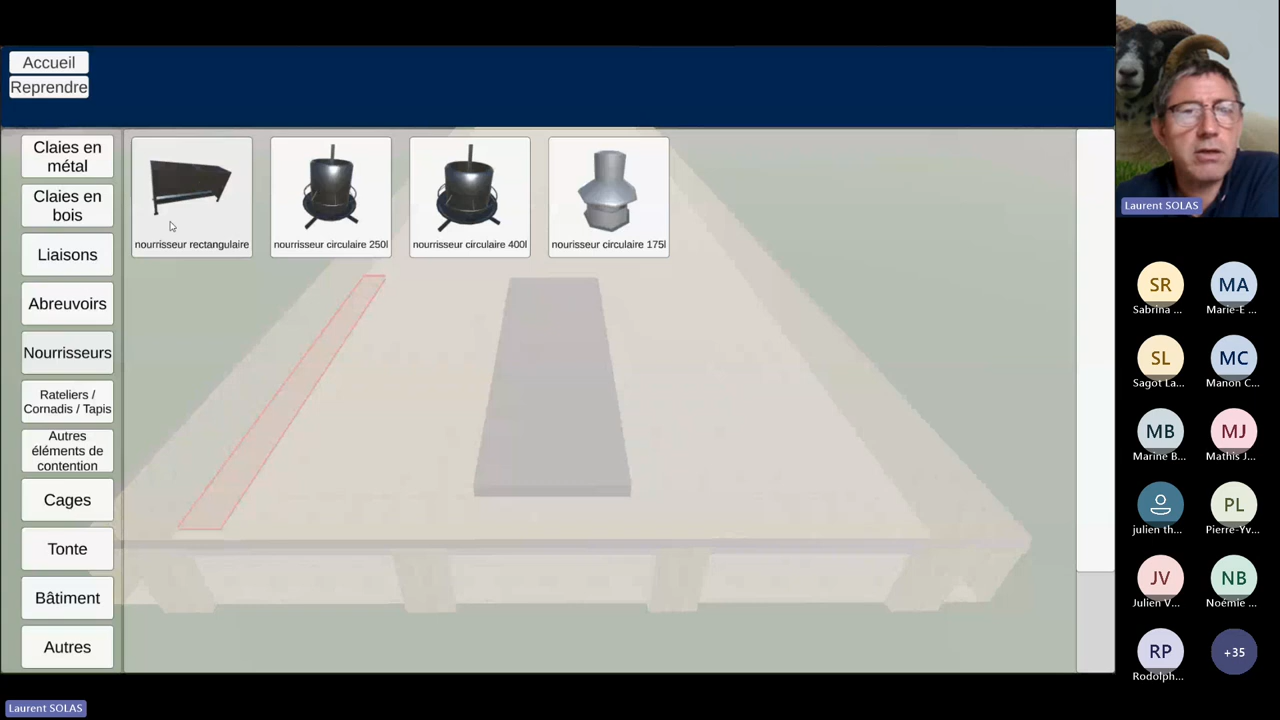 Accueil
Reprendre
Claies en
métal
Claies en
bois
Liaisons
Abreuvoirs
Nourrisseurs
Rateliers /
Cornadis / Tapis
Autres
éléments de
contention
Cages
Tonte
Bâtiment
Autres
nourrisseur rectangulaire
nourrisseur circulaire 250l
nourrisseur circulaire 400l
nourisseur circulaire 175l
Laurent SOLAS
SR
Sabrina ...
MA
Marie-E ...
SL
Sagot La...
MC
Manon C...
MB
Marine B...
MJ
Mathis J...
julien th...
PL
Pierre-Yv...
JV
Julien V...
NB
Noémie ...
RP
Rodolph...
+35
Laurent SOLAS